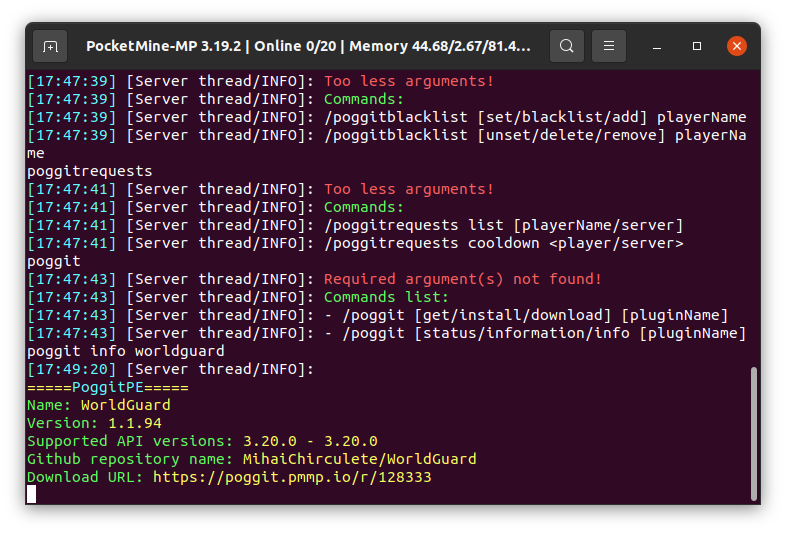 PocketMine-MP 3.19.2 | Online 0/20 | Memory 44.68/2.67/81.4...
[17:47:39] [Server thread/INFO]: Too less arguments!
[17:47:39] [Server thread/INFO]: Commands:
[17:47:39] [Server thread/INFO]: /poggitblacklist [set/blacklist/add] playerName
[17:47:39] [Server thread/INFO]: /poggitblacklist [unset/delete/remove] playerNa
me
poggitrequests
[17:47:41] [Server thread/INFO]: Too less arguments!
[17:47:41] [Server thread/INFO]: Commands:
[17:47:41] [Server thread/INFO]: /poggitrequests list [playerName/server]
[17:47:41] [Server thread/INFO]: /poggitrequests cooldown <player/server>
poggit
[17:47:43] [Server thread/INFO]: Required argument(s) not found!
[17:47:43] [Server thread/INFO]: Commands list:
[17:47:43] [Server thread/INFO]: - /poggit [get/install/download] [pluginName]
[17:47:43] [Server thread/INFO]: - /poggit [status/information/info [pluginName]
poggit info worldguard
[17:49:20] [Server thread/INFO]:
=====PoggitPE=====
Name: WorldGuard
Version: 1.1.94
Supported API versions: 3.20.0 - 3.20.0
Github repository name: MihaiChirculete/WorldGuard
Download URL: https://poggit.pmmp.io/r/128333